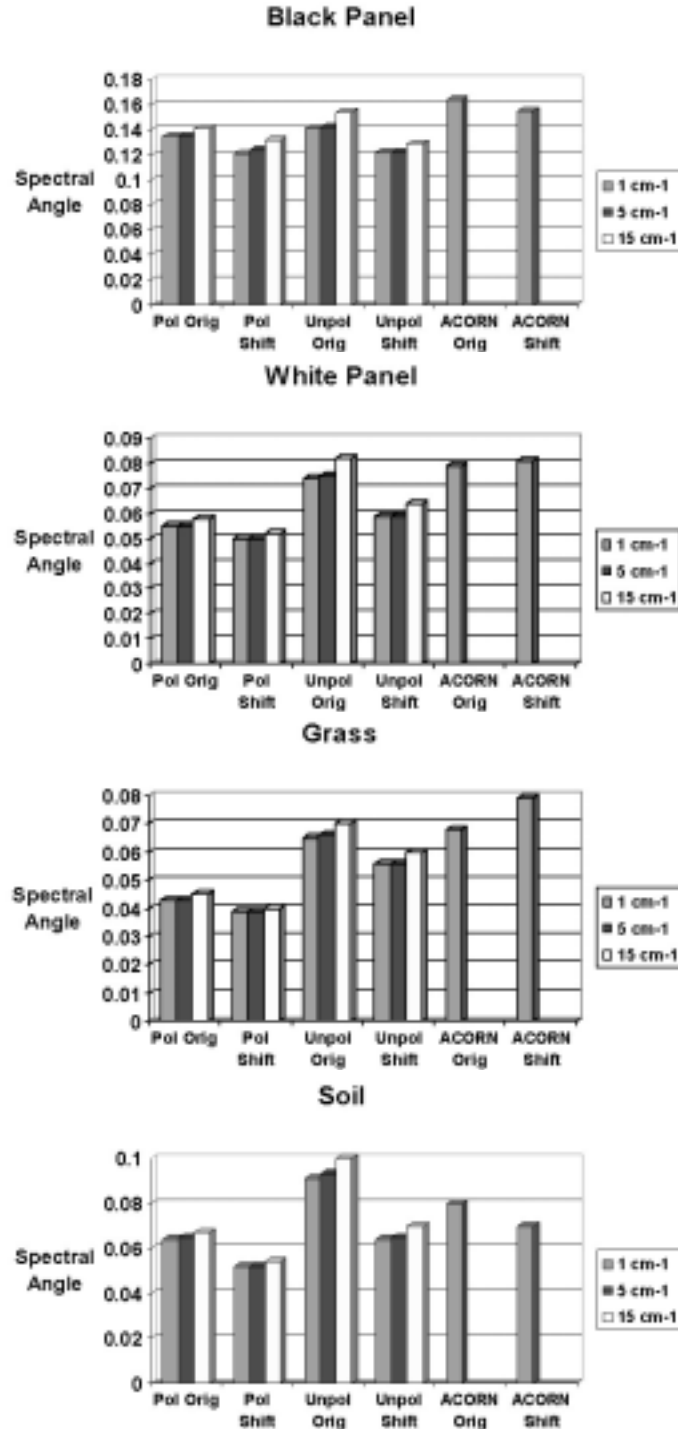 Black Panel
0.18
0.16
0.14
0.12
0.1
0.08
0.06
0.04
0.02
0
Spectral
Angle
1 cm-1
5 cm-1
15 cm-1
Pol Orig Pol Unpol Unpol ACORN ACORN
Shift Orig Shift Orig Shift
White Panel
0.09
0.08
0.07
0.06
0.05
0.04
0.03
0.02
0.01
0
Spectral
Angle
1 cm-1
5 cm-1
15 cm-1
Pol Orig Pol Unpol Unpol ACORN ACORN
Shift Orig Shift Orig Shift
Grass
0.08
0.07
0.06
0.05
0.04
0.03
0.02
0.01
0
Spectral
Angle
1 cm-1
5 cm-1
15 cm-1
Pol Orig Pol Unpol Unpol ACORN ACORN
Shift Orig Shift Orig Shift
Soil
0.1
0.08
0.06
0.04
0.02
0
Spectral
Angle
1 cm-1
5 cm-1
15 cm-1
Pol Orig Pol Unpol Unpol ACORN ACORN
Shift Orig Shift Orig Shift